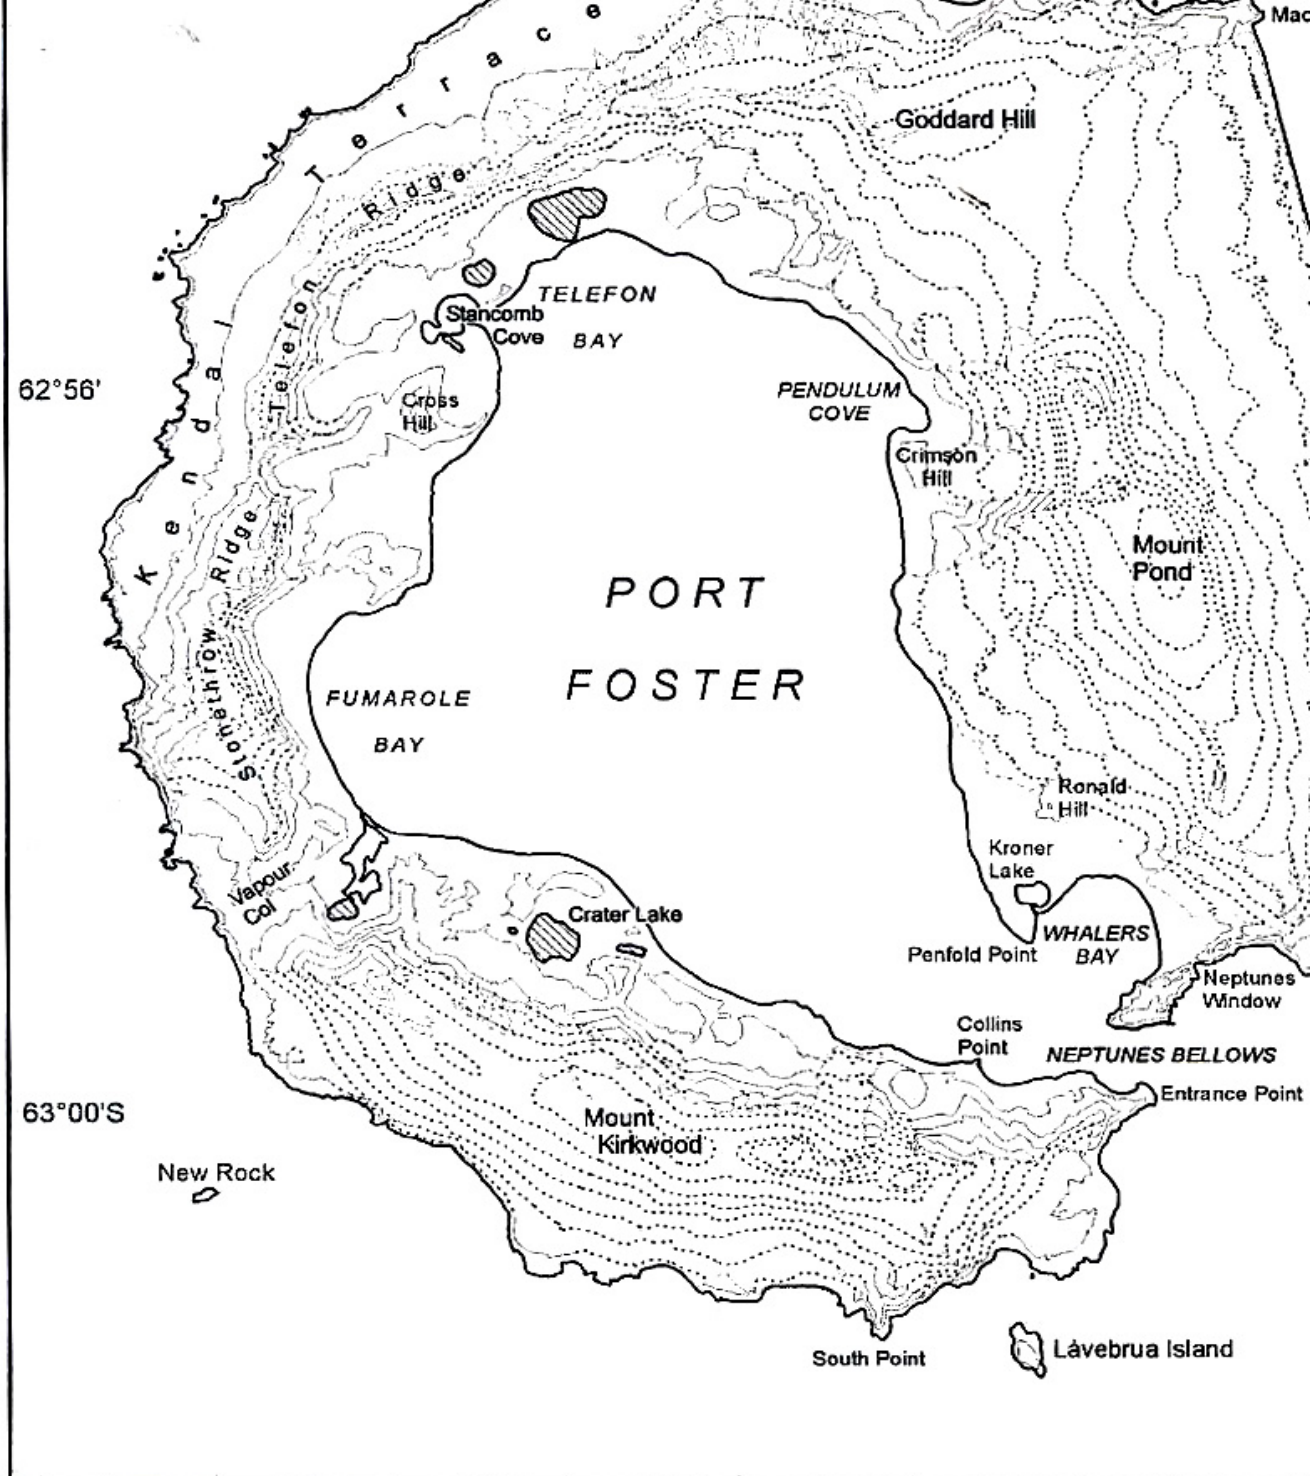 Mac
Kendal Terrace
Goddard Hill
Telefon Ridge
TELEFON
BAY
Stancomb
Cove
62°56'
PENDULUM
COVE
Cross
Hill
Crimson
Hill
Mount
Pond
Stonethrow Ridge
PORT
FOSTER
FUMAROLE
BAY
Ronald
Hill
Kroner
Lake
Vapour
Col
Crater Lake
WHALERS
BAY
Penfold Point
Neptunes
Window
Collins
Point
NEPTUNES BELLOWS
Entrance Point
63°00'S
Mount
Kirkwood
New Rock
South Point
Låvebrua Island